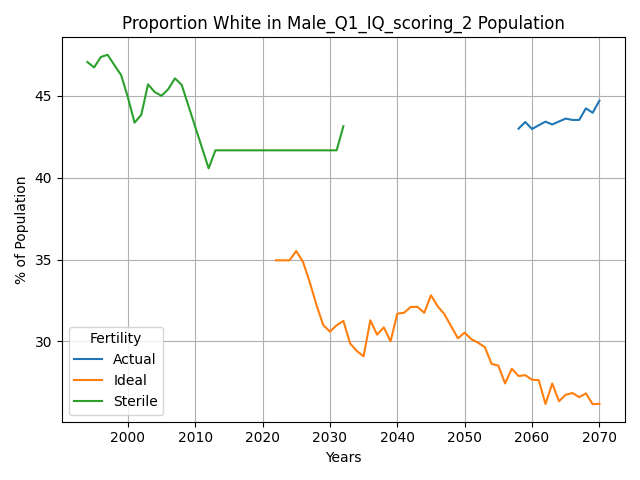 Proportion White in Male_Q1_IQ_scoring_2 Population
% of Population
45
40
35
30
Fertility
Actual
Ideal
Sterile
2000
2010
2020
2030
2040
2050
2060
2070
Years